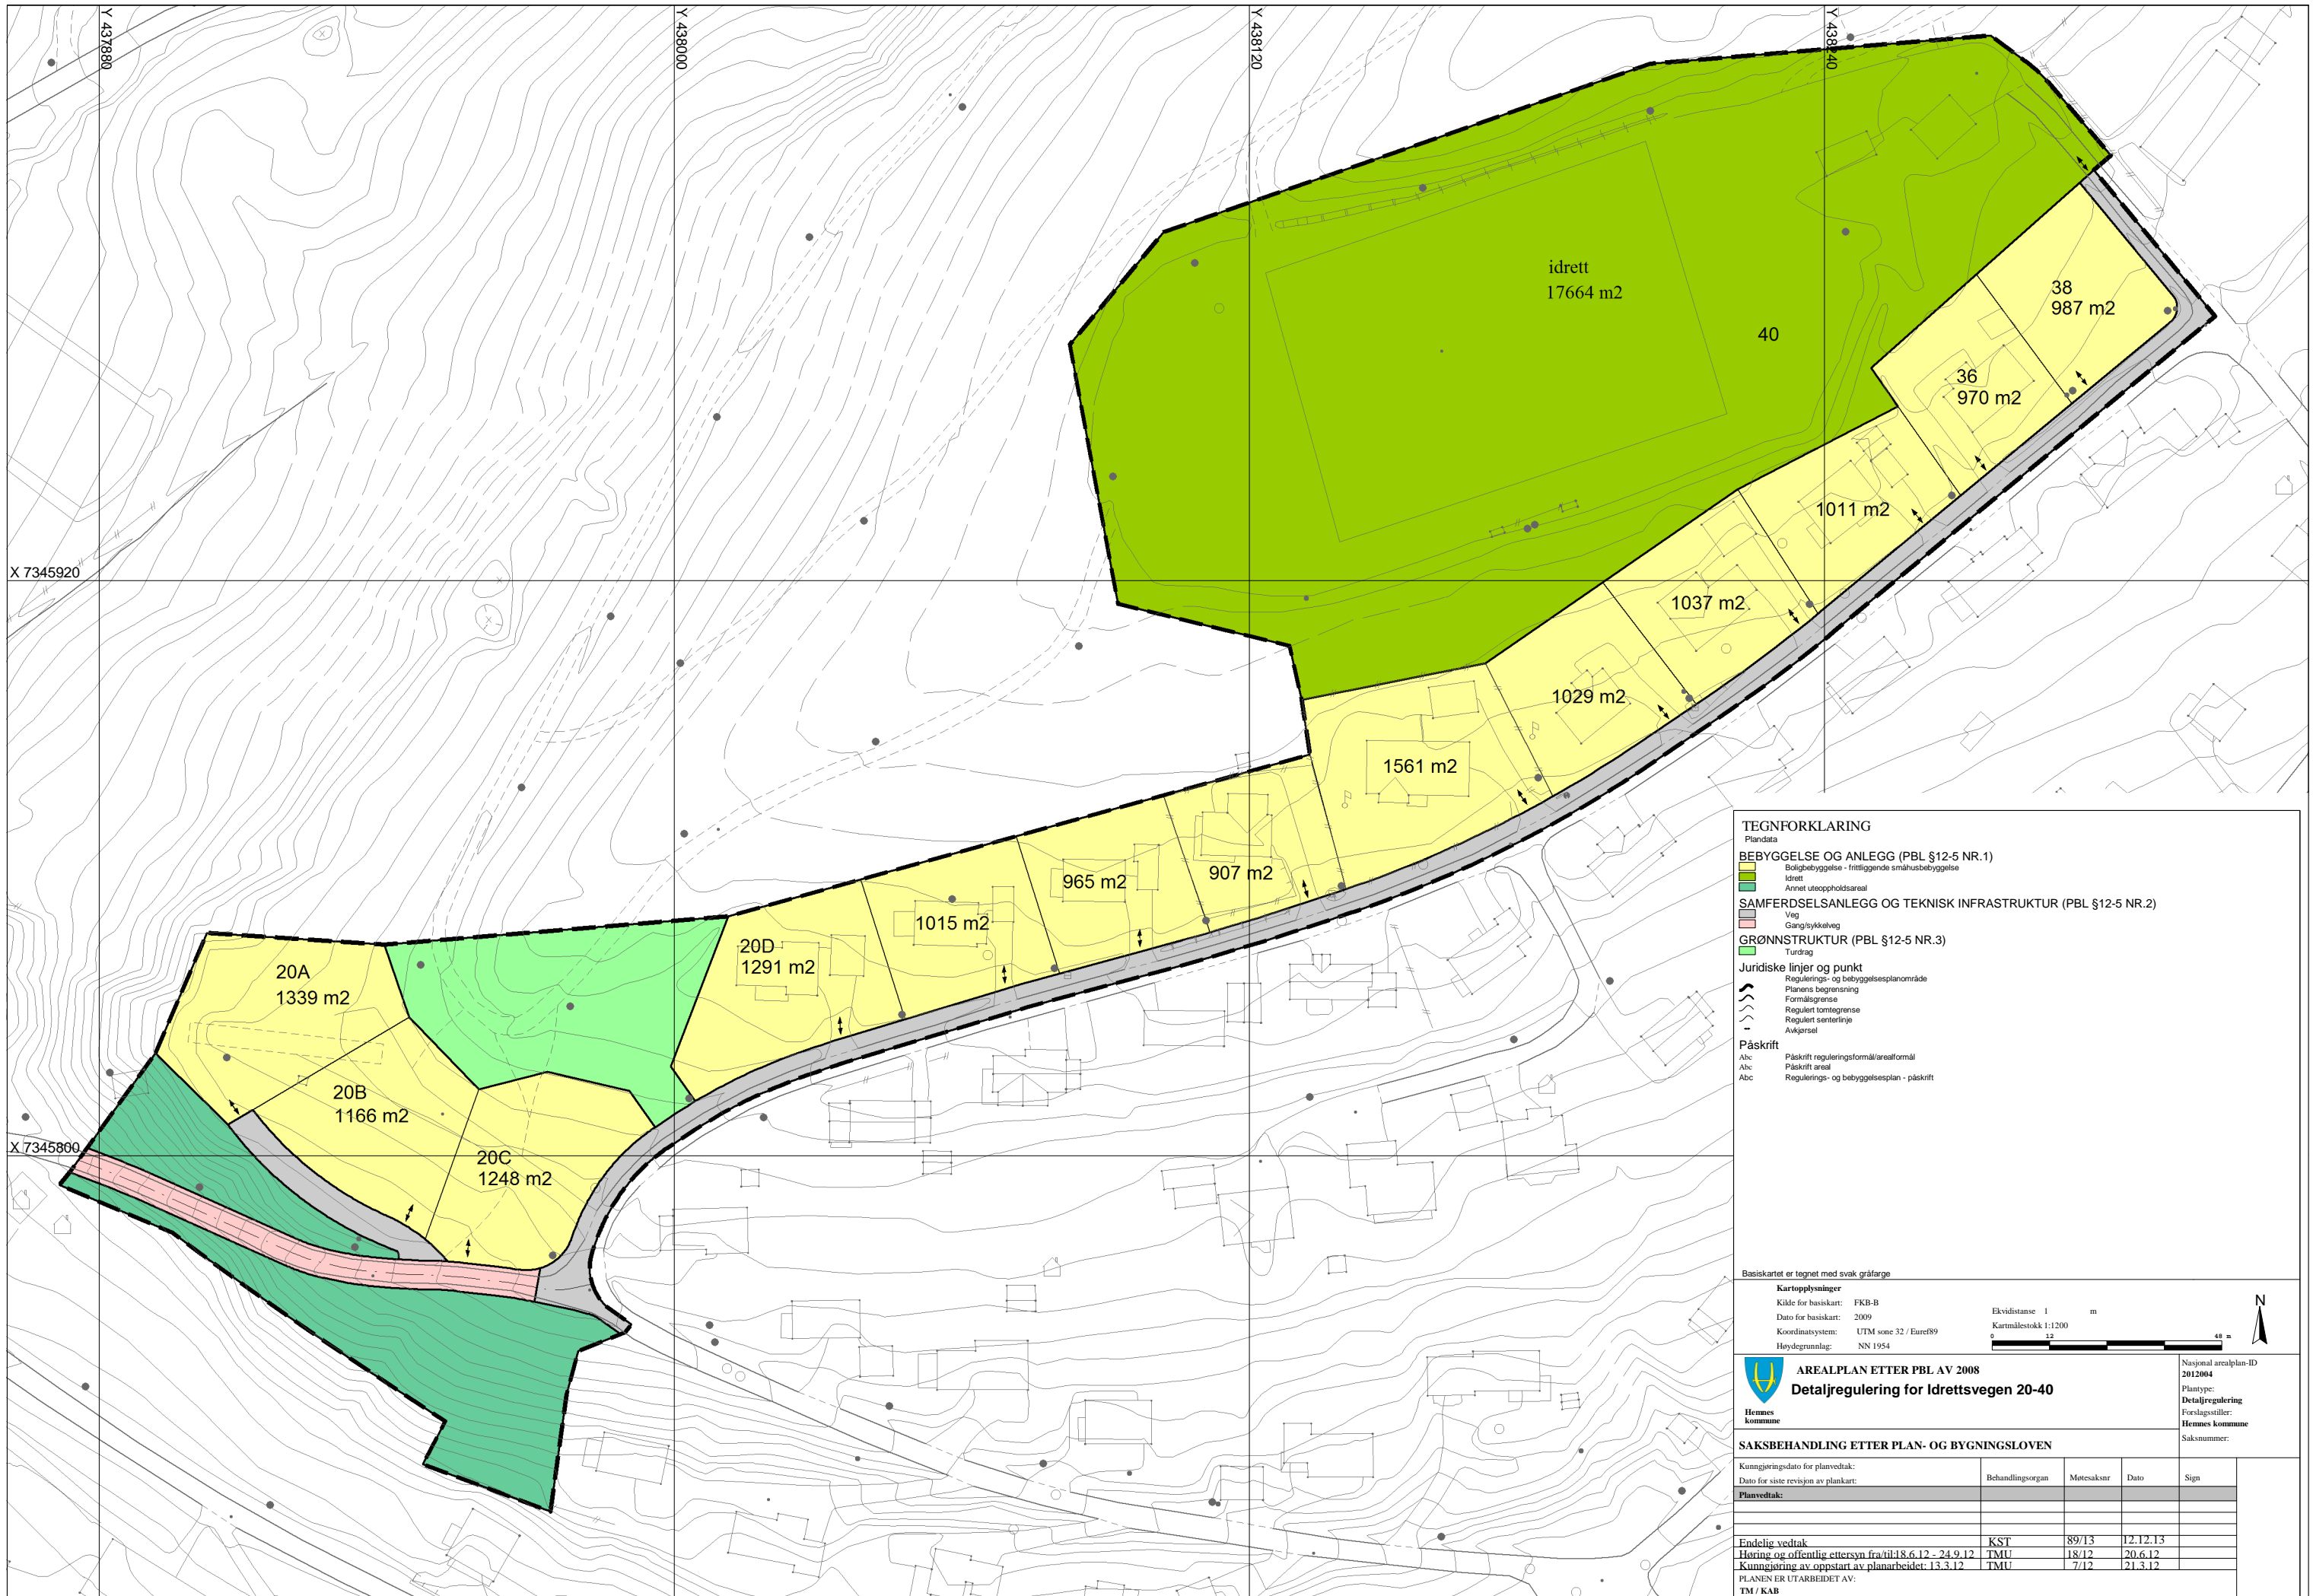 Y 437880
Y 438000
Y 438120
Y 438240
X 7345920
X 7345800
idrett
17664 m2
40
38
987 m2
36
970 m2
1011 m2
1037 m2
1029 m2
1561 m2
907 m2
965 m2
1015 m2
20D
1291 m2
20A
1339 m2
20B
1166 m2
20C
1248 m2
TEGNFORKLARING
Plandata
BEBYGGELSE OG ANLEGG (PBL §12-5 NR.1)
Boligbebyggelse - frittliggende småhusbebyggelse
Idrett
Annet uteoppholdsareal
SAMFERDSELSANLEGG OG TEKNISK INFRASTRUKTUR (PBL §12-5 NR.2)
Veg
Gang/sykkelveg
GRØNNSTRUKTUR (PBL §12-5 NR.3)
Turdrag
Juridiske linjer og punkt
Regulerings- og bebyggelsesplanområde
Planens begrensning
Formålsgrense
Regulert tomtegrense
Regulert senterlinje
Avkjørsel
Påskrift
Abc Påskrift reguleringsformål/arealformål
Abc Påskrift areal
Abc Regulerings- og bebyggelsesplan - påskrift
Basiskartet er tegnet med svak gråfarge
Kartopplysninger
Kilde for basiskart: FKB-B
Dato for basiskart: 2009
Koordinatsystem: UTM sone 32 / Euref89
Høydegrunnlag: NN 1954
Ekvidistanse 1 m
Kartmålestokk 1:1200
0 12 48 m
N
AREALPLAN ETTER PBL AV 2008
Detaljregulering for Idrettsvegen 20-40
Hemnes
kommune
Nasjonal arealplan-ID
2012004
Plantype:
Detaljregulering
Forslagsstiller:
Hemnes kommune
Saksnummer:
SAKSBEHANDLING ETTER PLAN- OG BYGNINGSLOVEN
Kunngjøringsdato for planvedtak:
Dato for siste revisjon av plankart:
Behandlingsorgan Møtesaksnr Dato Sign
Planvedtak:
Endelig vedtak KST 89/13 12.12.13
Høring og offentlig ettersyn fra/til:18.6.12 - 24.9.12 TMU 18/12 20.6.12
Kunngjøring av oppstart av planarbeidet: 13.3.12 TMU 7/12 21.3.12
PLANEN ER UTARBEIDET AV:
TM / KAB